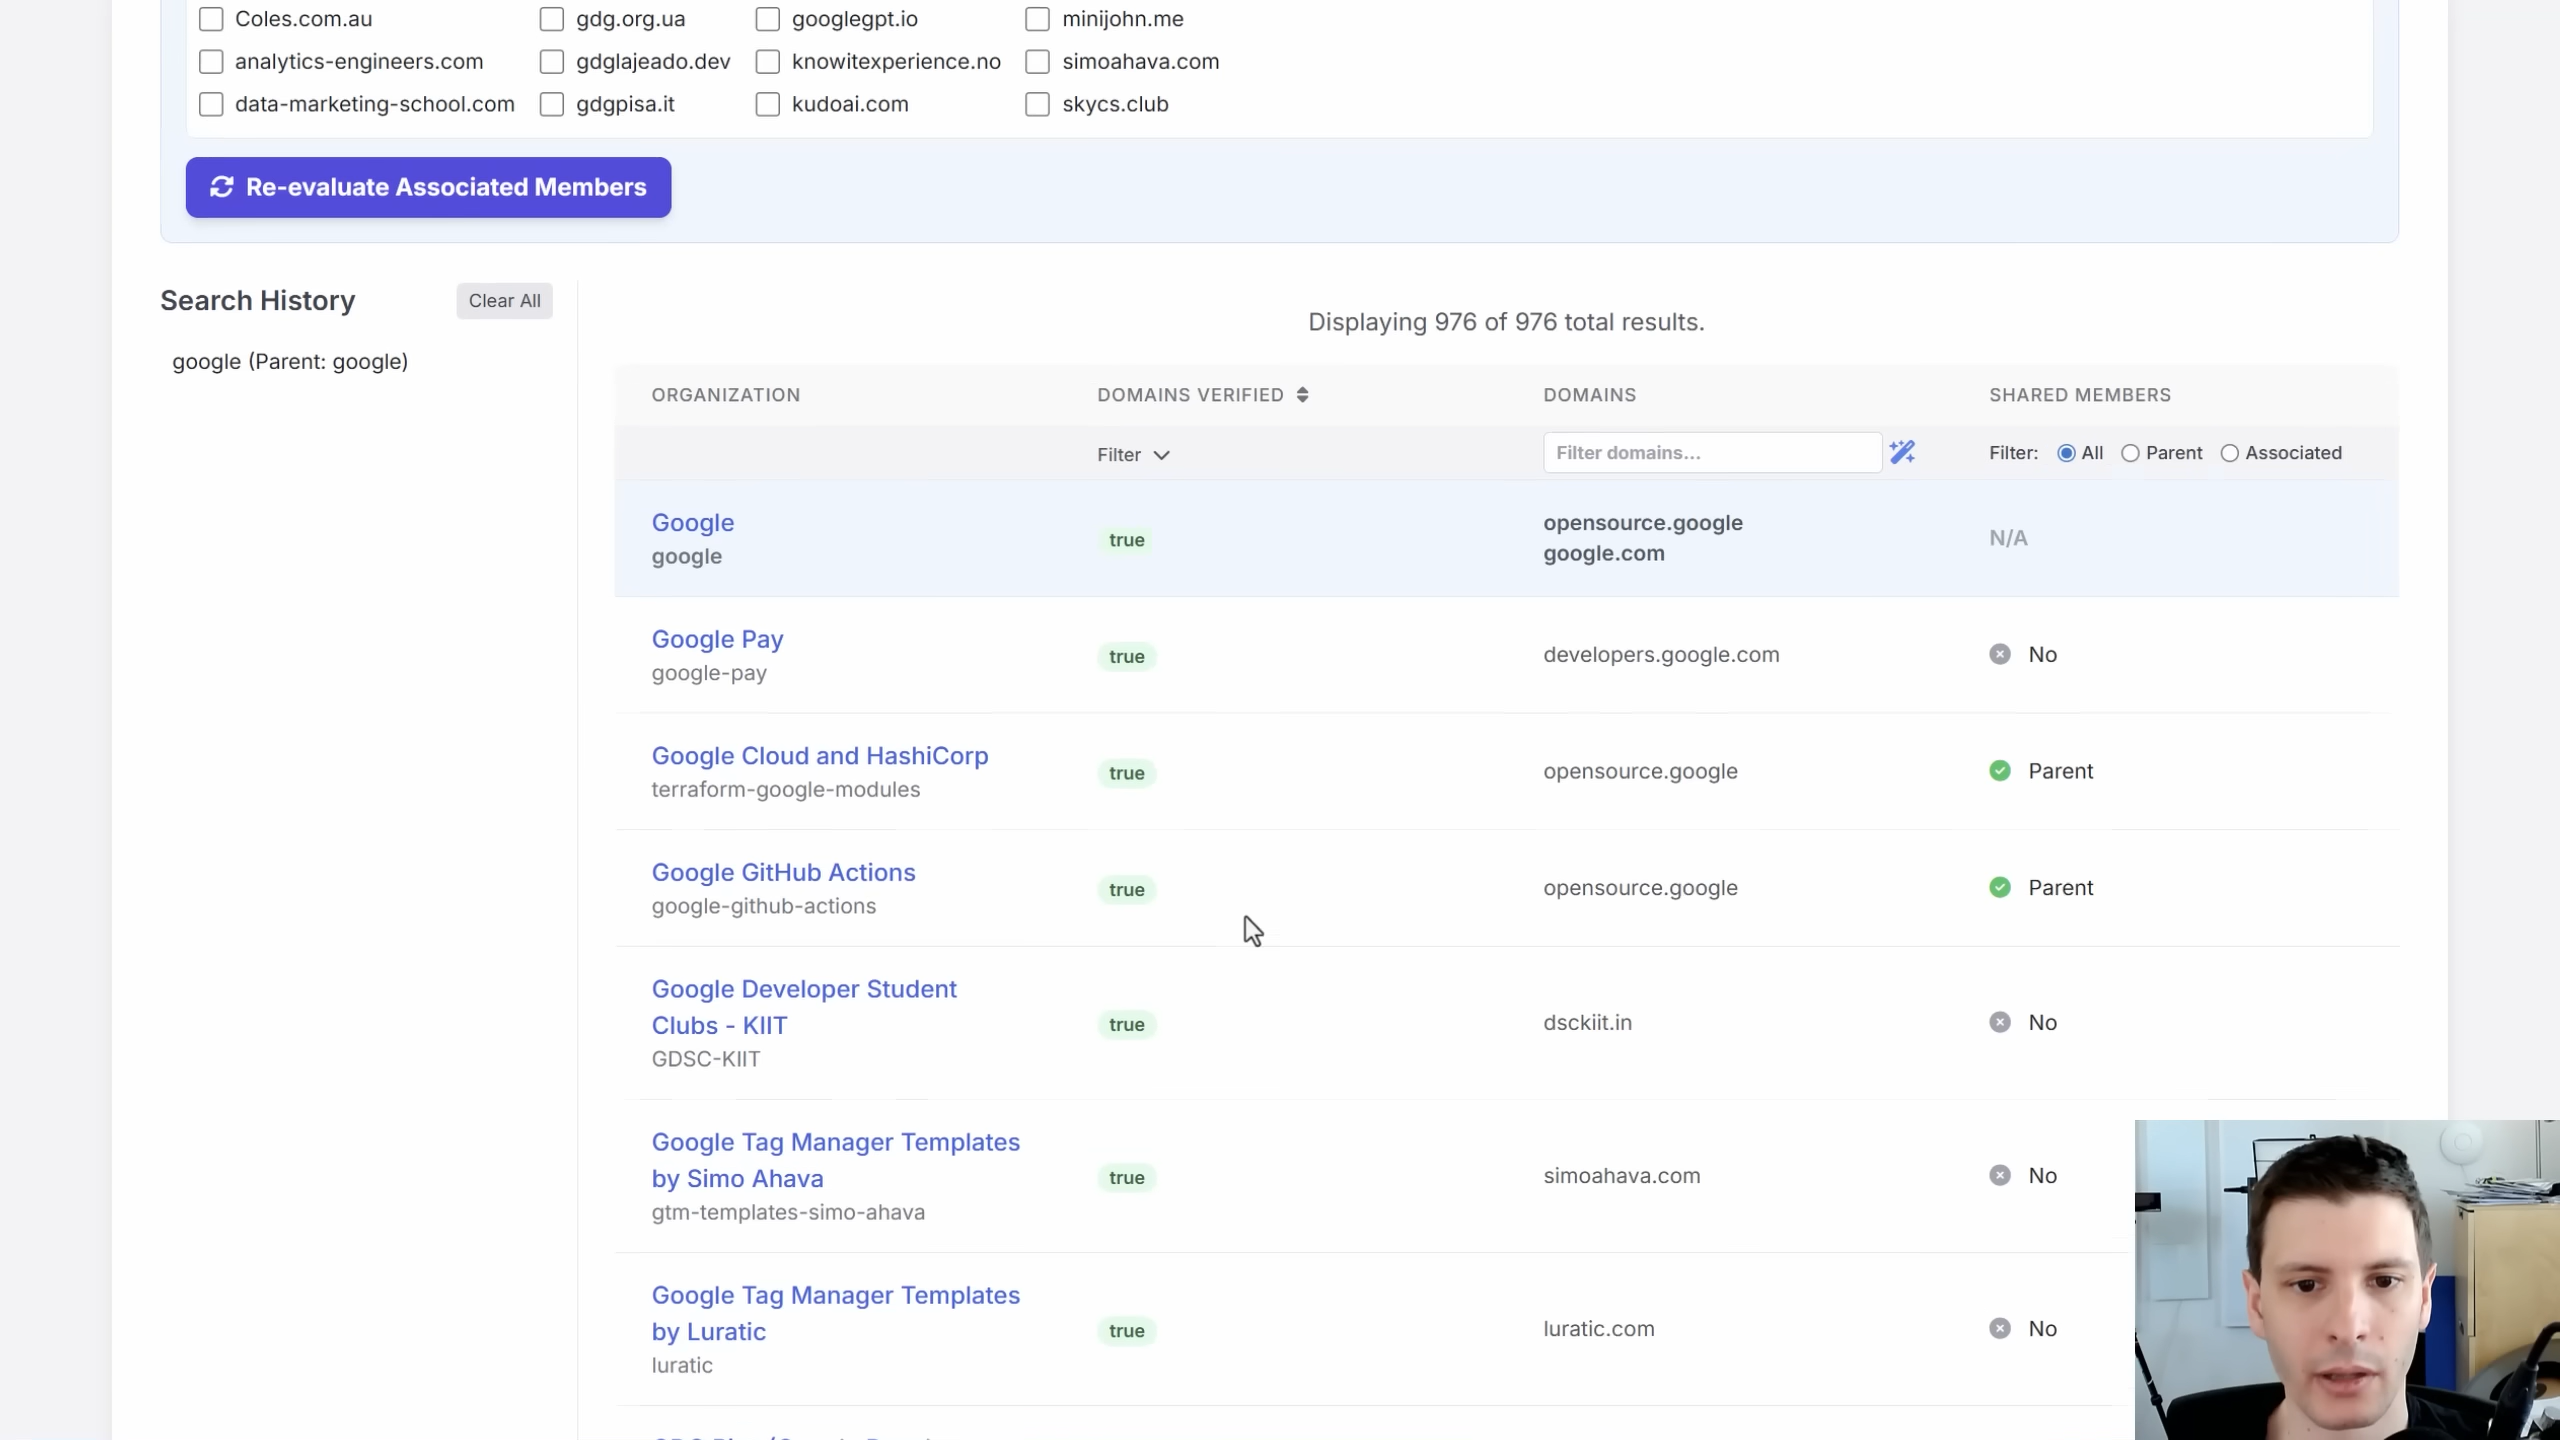 Coles.com.au gdg.org.ua googlegpt.io minijohn.me
analytics-engineers.com gdglajeado.dev knowitexperience.no simoahava.com
data-marketing-school.com gdgpisa.it kudoai.com skycs.club
Re-evaluate Associated Members
Search History Clear All
google (Parent: google)
Displaying 976 of 976 total results.
ORGANIZATION DOMAINS VERIFIED DOMAINS SHARED MEMBERS
Filter Filter domains... Filter: All Parent Associated
Google
google
true
opensource.google
google.com
N/A
Google Pay
google-pay
true
developers.google.com
No
Google Cloud and HashiCorp
terraform-google-modules
true
opensource.google
Parent
Google GitHub Actions
google-github-actions
true
opensource.google
Parent
Google Developer Student
Clubs - KIIT
GDSC-KIIT
true
dsckiit.in
No
Google Tag Manager Templates
by Simo Ahava
gtm-templates-simo-ahava
true
simoahava.com
No
Google Tag Manager Templates
by Luratic
luratic
true
luratic.com
No